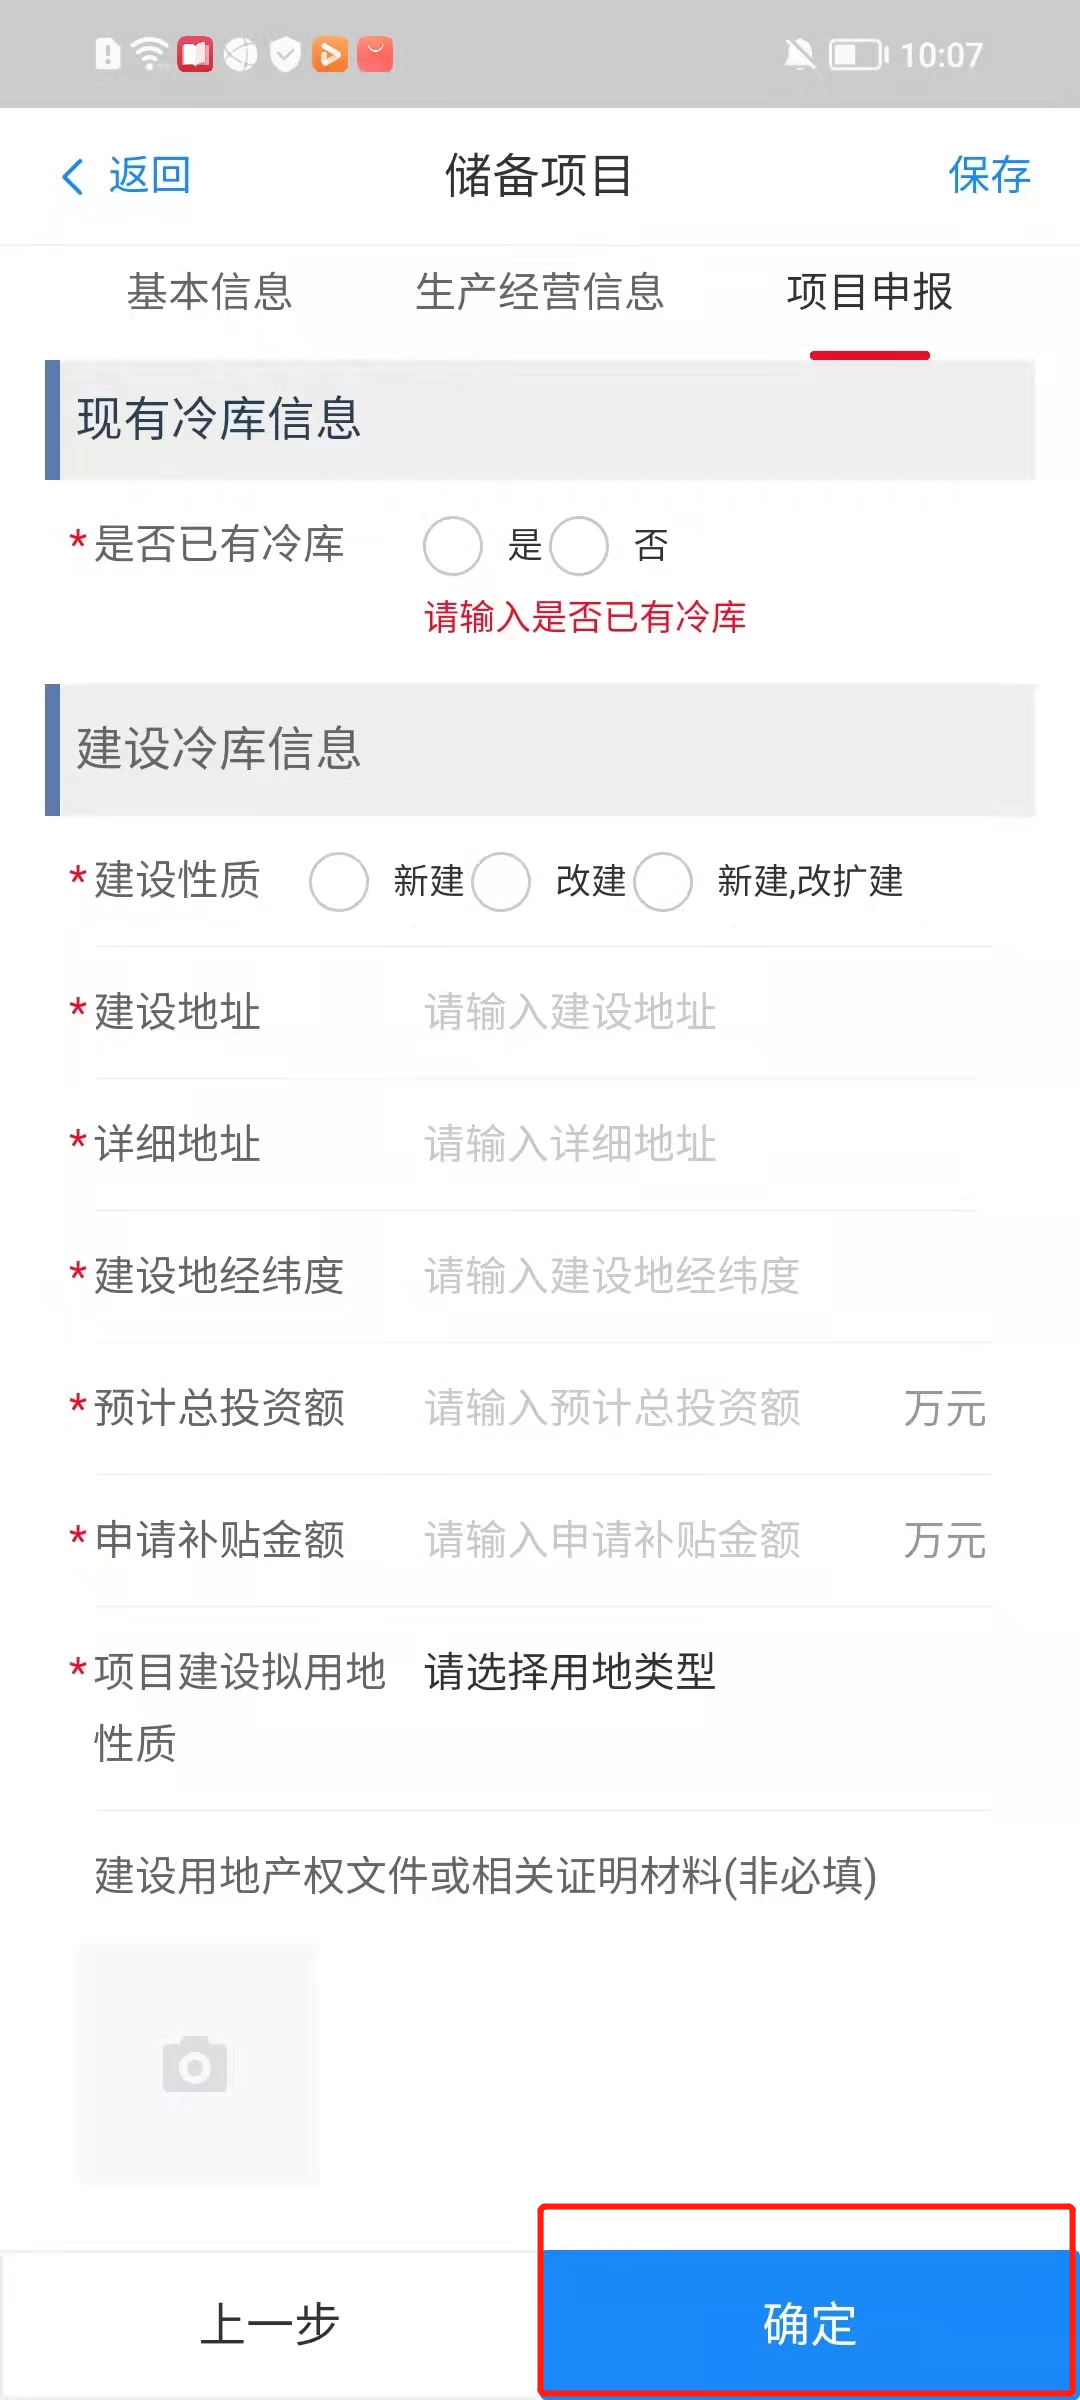 10:07
返回 储备项目 保存
基本信息 生产经营信息 项目申报
现有冷库信息
*是否已有冷库 是 否
请输入是否已有冷库
建设冷库信息
*建设性质 新建 改建 新建,改扩建
*建设地址 请输入建设地址
*详细地址 请输入详细地址
*建设地经纬度 请输入建设地经纬度
*预计总投资额 请输入预计总投资额 万元
*申请补贴金额 请输入申请补贴金额 万元
*项目建设拟用地 请选择用地类型
性质
建设用地产权文件或相关证明材料(非必填)
上一步 确定